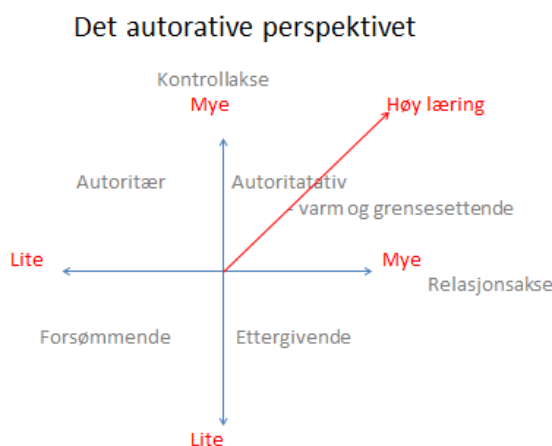 Det autorative perspektivet
Kontrollakse
Mye
Høy læring
Autoritær
Autoritatativ
- varm og grensesettende
Lite
Mye
Relasjonsakse
Forsømmende
Ettergivende
Lite